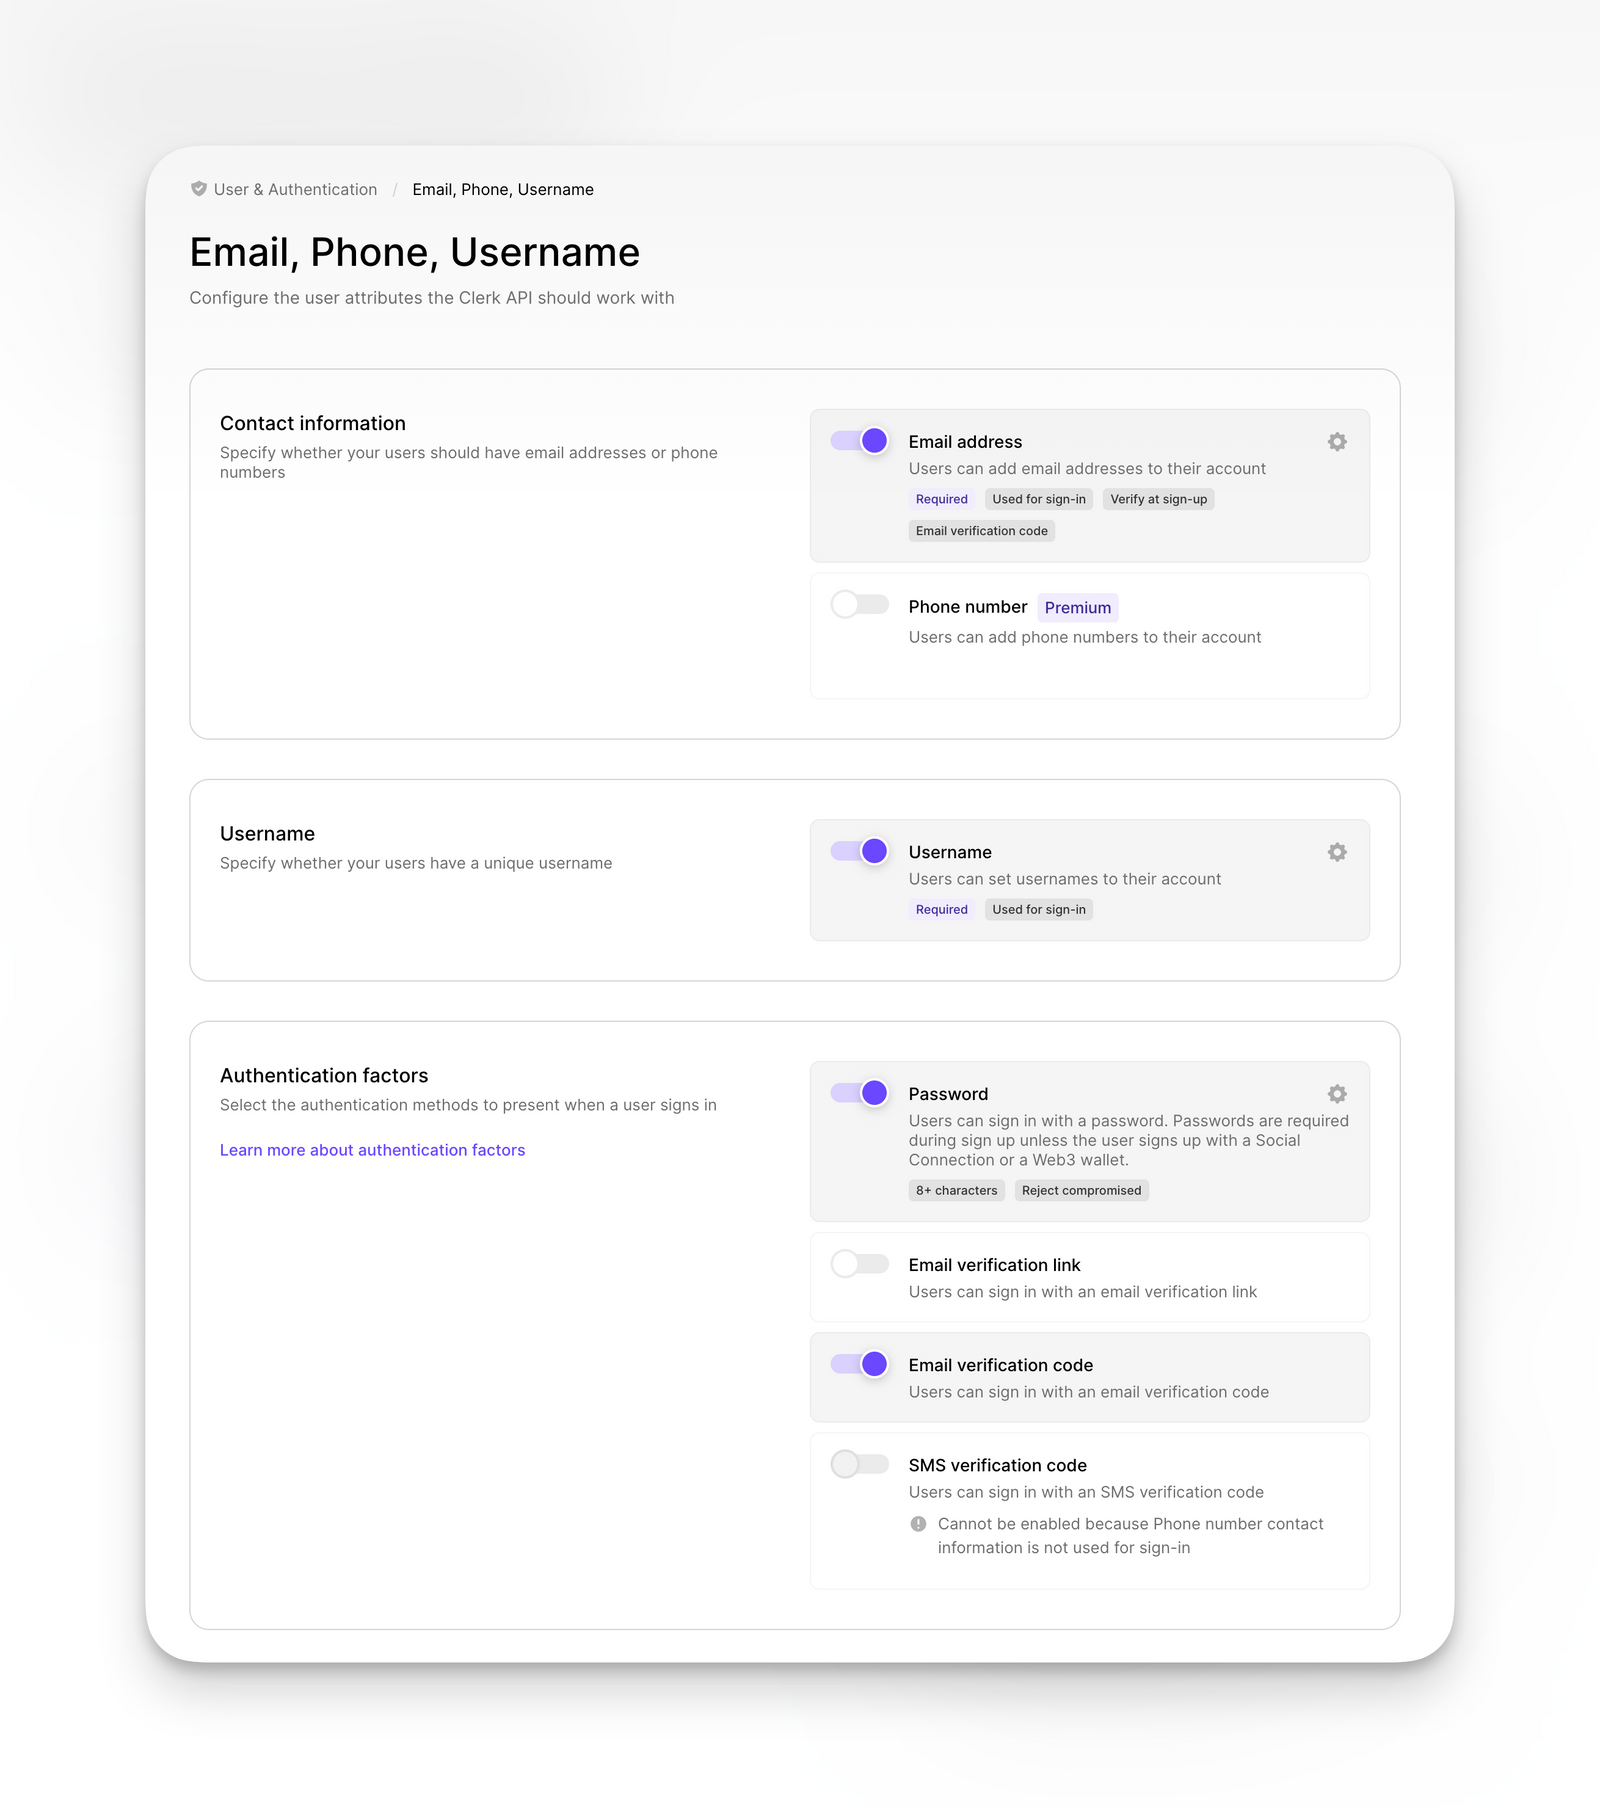 User & Authentication / Email, Phone, Username
Email, Phone, Username
Configure the user attributes the Clerk API should work with
Contact information
Specify whether your users should have email addresses or phone
numbers
Email address
Users can add email addresses to their account
Required Used for sign-in Verify at sign-up
Email verification code
Phone number Premium
Users can add phone numbers to their account
Username
Specify whether your users have a unique username
Username
Users can set usernames to their account
Required Used for sign-in
Authentication factors
Select the authentication methods to present when a user signs in
Learn more about authentication factors
Password
Users can sign in with a password. Passwords are required
during sign up unless the user signs up with a Social
Connection or a Web3 wallet.
8+ characters Reject compromised
Email verification link
Users can sign in with an email verification link
Email verification code
Users can sign in with an email verification code
SMS verification code
Users can sign in with an SMS verification code
Cannot be enabled because Phone number contact
information is not used for sign-in